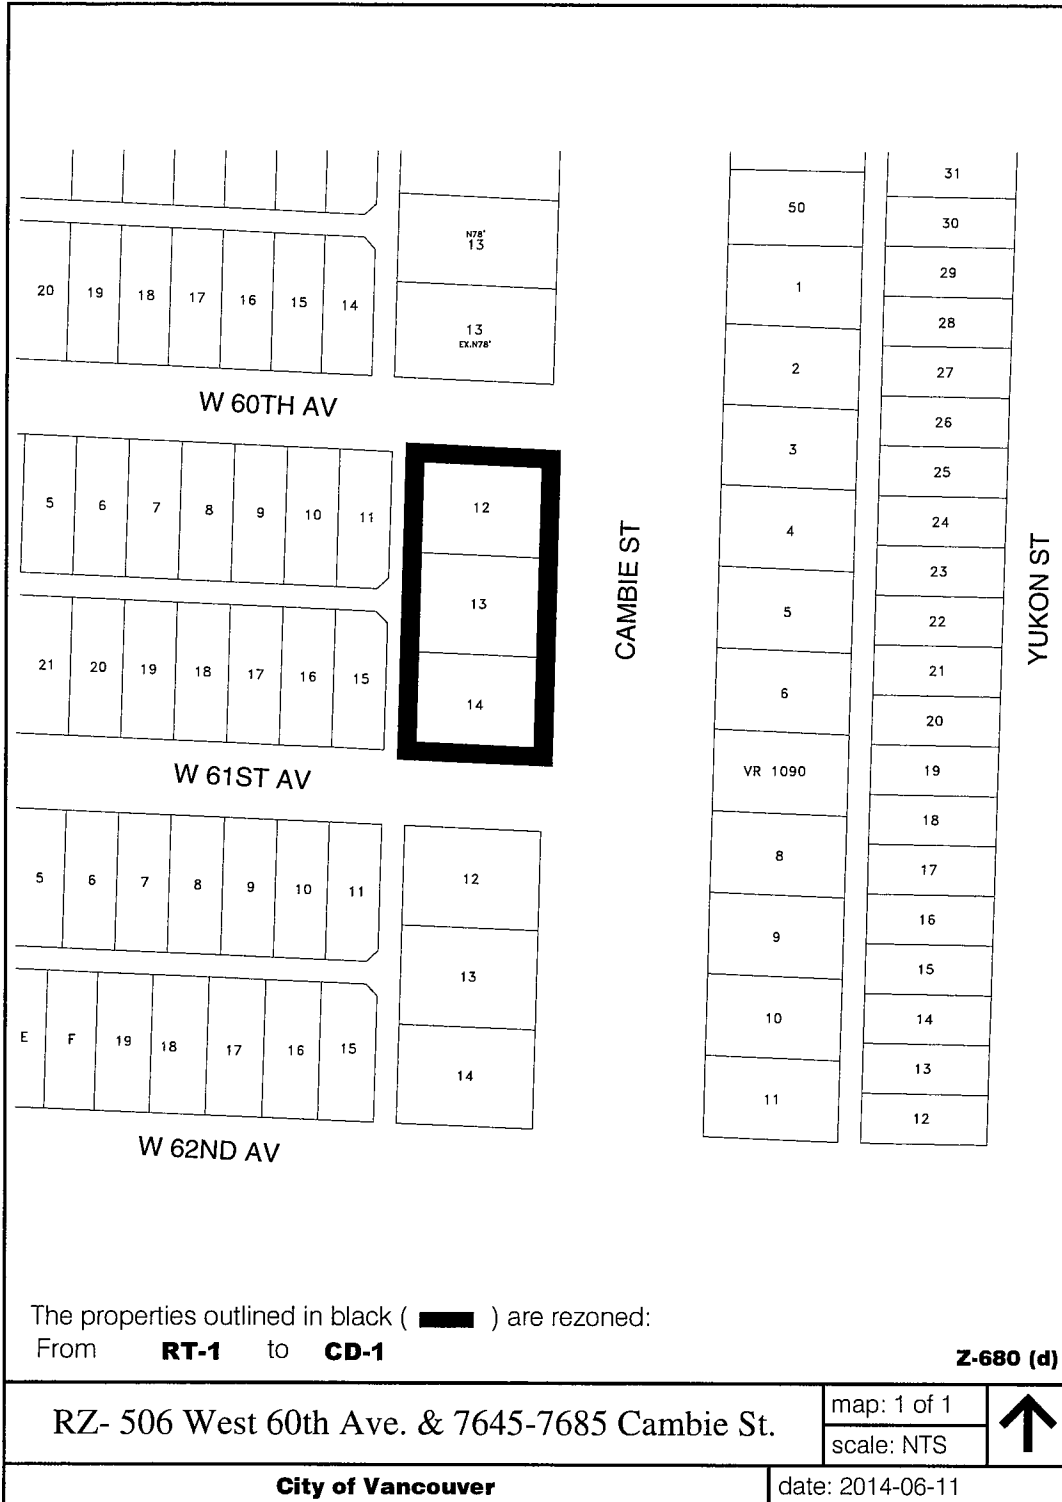 31
50
30
N78'
13
29
1
20 19 18 17 16 15 14
28
13
EX.N78'
27
2
W 60TH AV
26
3
25
5 6 7 8 9 10 11
12
24
4
CAMBIE ST
YUKON ST
23
13
5
22
21 20 19 18 17 16 15
21
6
14
20
W 61ST AV
VR 1090
19
18
8
17
5 6 7 8 9 10 11
12
16
9
15
13
10
14
E F 19 18 17 16 15
13
14
11
12
W 62ND AV
The properties outlined in black ( ) are rezoned:
From RT-1 to CD-1
Z-680 (d)
RZ- 506 West 60th Ave. & 7645-7685 Cambie St.
map: 1 of 1
scale: NTS
City of Vancouver
date: 2014-06-11